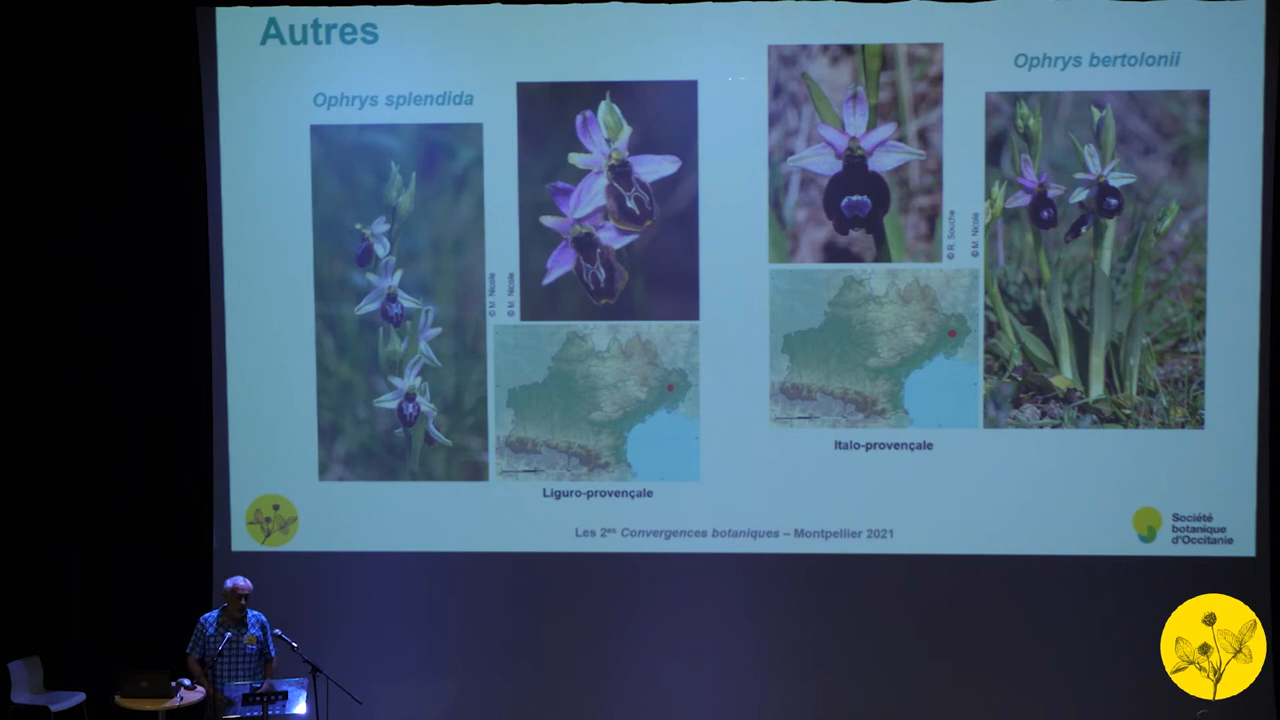 Autres
Ophrys splendida
© M. Nicole
© M. Nicole
Liguro-provençale
Ophrys bertolonii
© R. Souche
© M. Nicole
Italo-provençale
Les 2es Convergences botaniques – Montpellier 2021
Société
botanique
d'Occitanie